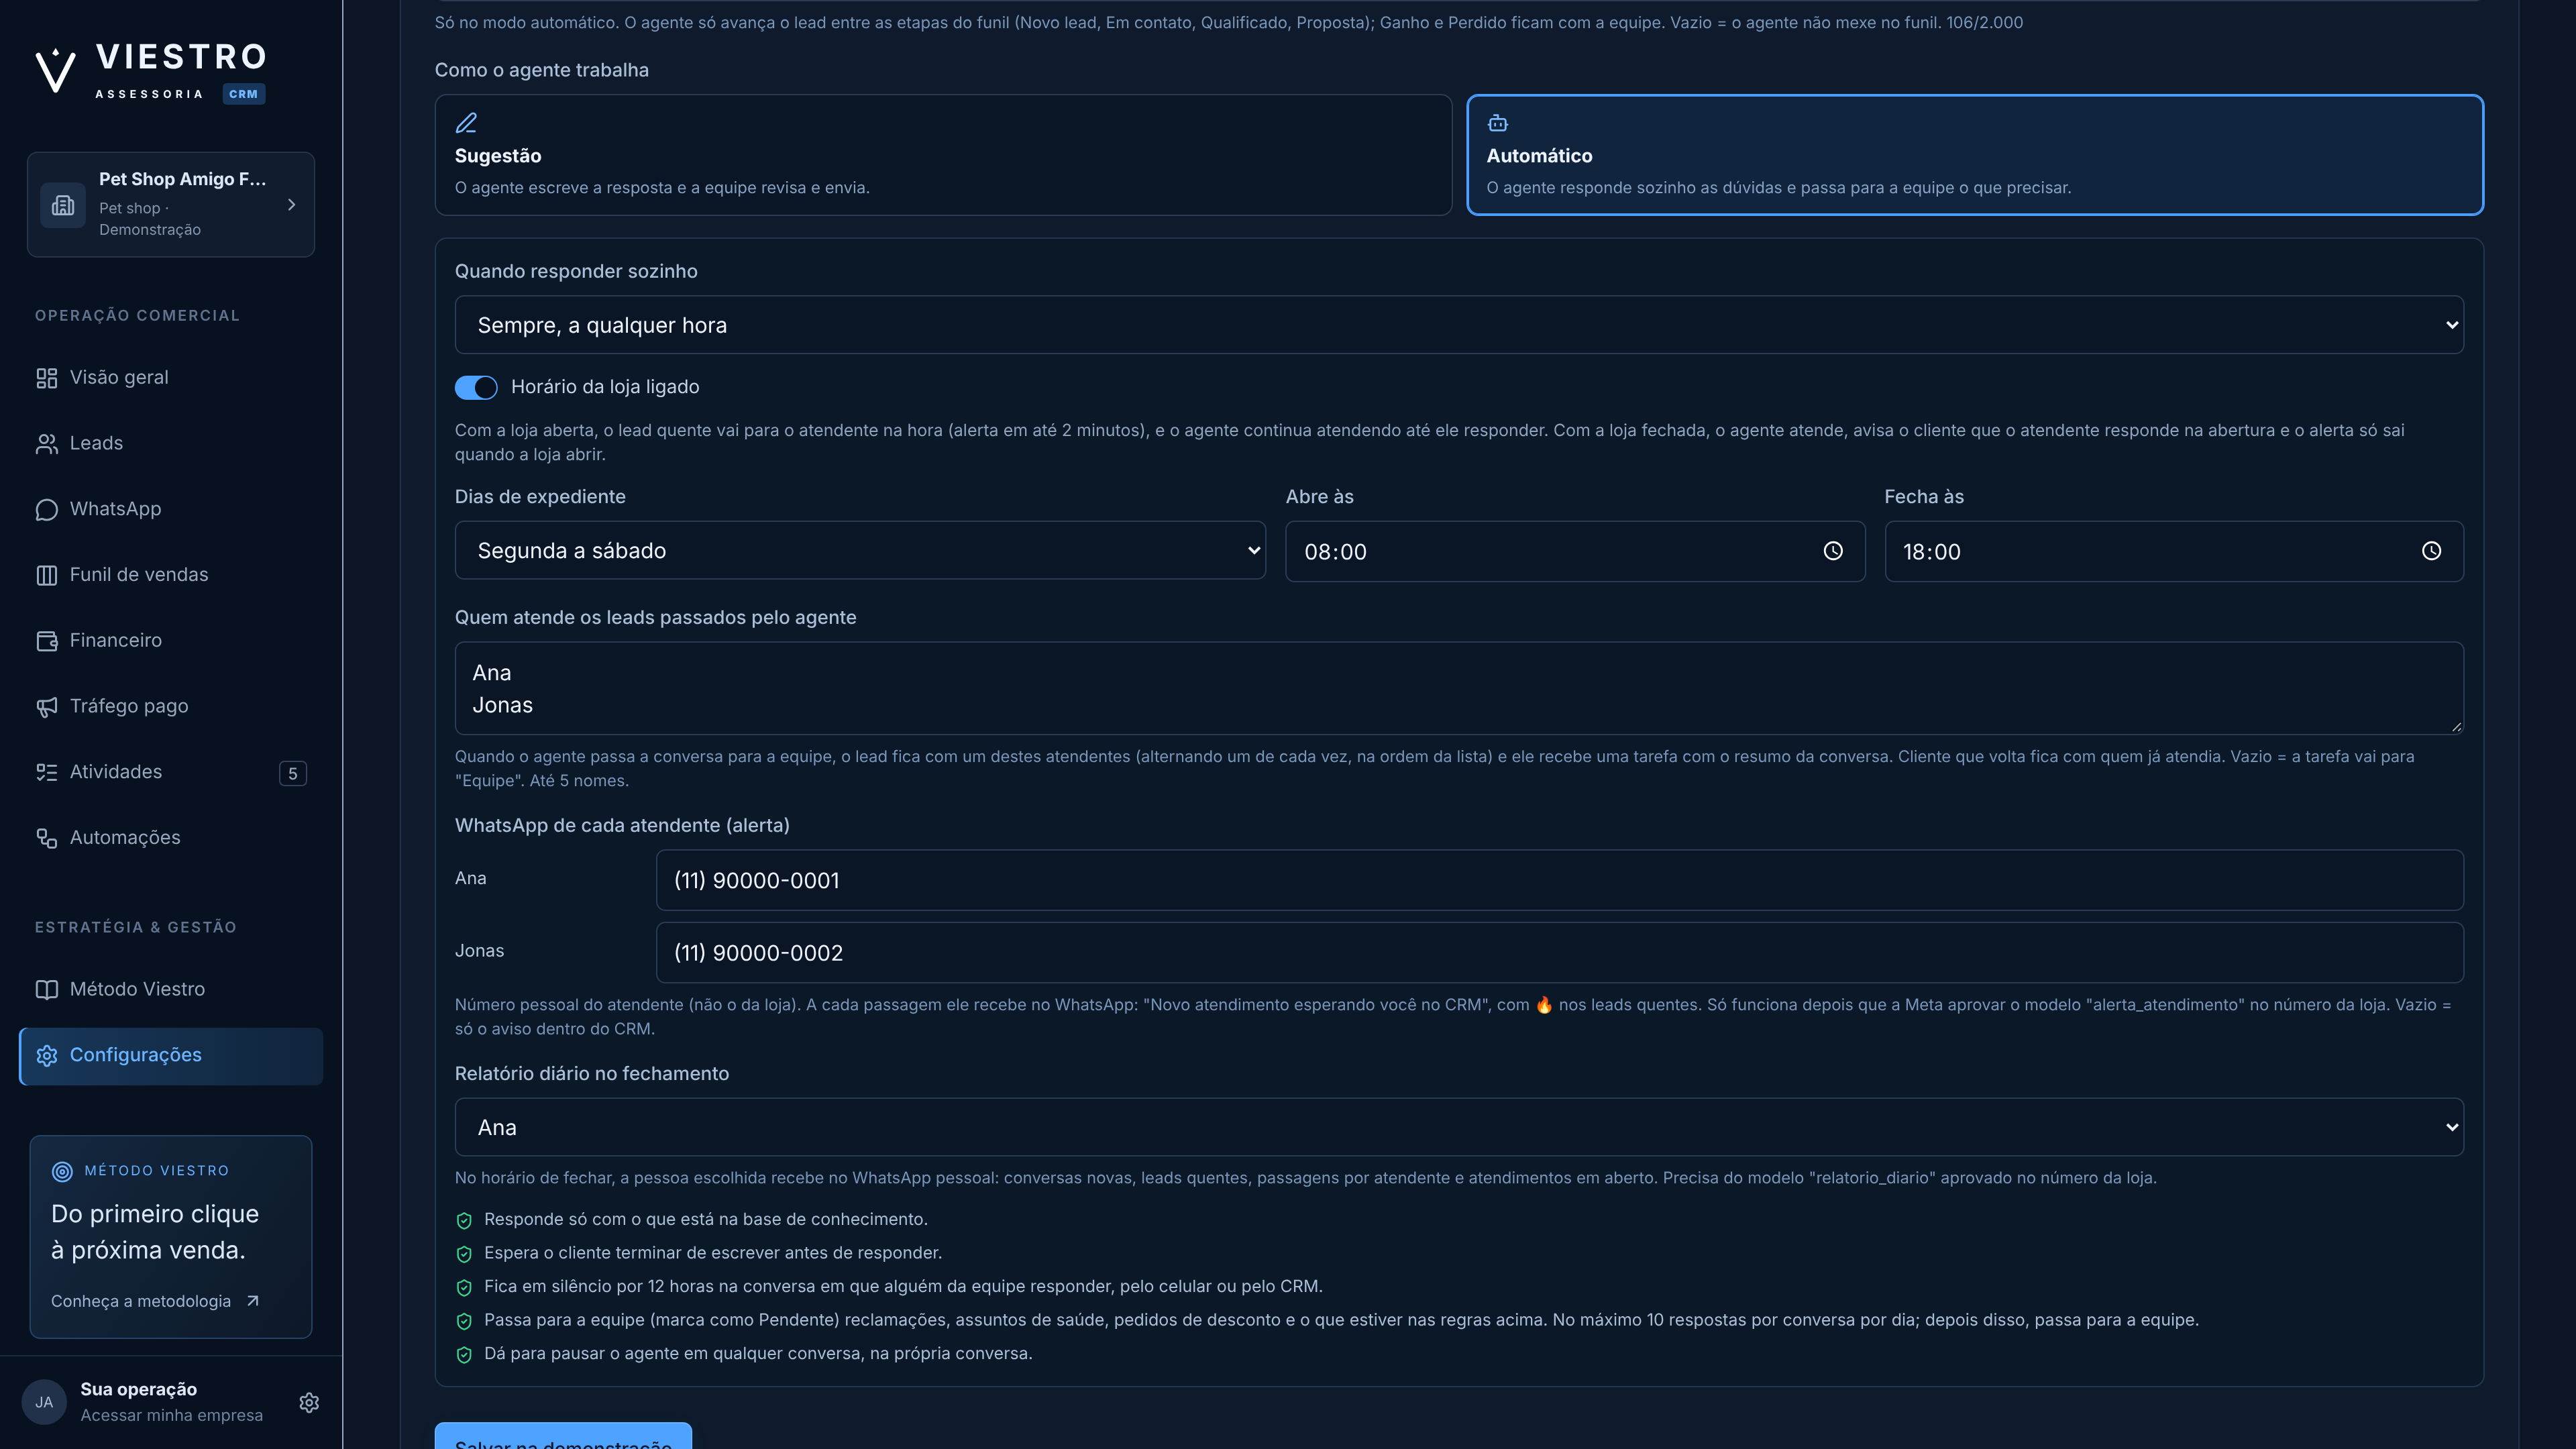 VIESTRO
ASSESSORIA CRM
Pet Shop Amigo F...
Pet shop ·
Demonstração
OPERAÇÃO COMERCIAL
Visão geral
Leads
WhatsApp
Funil de vendas
Financeiro
Tráfego pago
Atividades 5
Automações
ESTRATÉGIA & GESTÃO
Método Viestro
Configurações
MÉTODO VIESTRO
Do primeiro clique
à próxima venda.
Conheça a metodologia
JA
Sua operação
Acessar minha empresa
Só no modo automático. O agente só avança o lead entre as etapas do funil (Novo lead, Em contato, Qualificado, Proposta); Ganho e Perdido ficam com a equipe. Vazio = o agente não mexe no funil. 106/2.000
Como o agente trabalha
Sugestão
O agente escreve a resposta e a equipe revisa e envia.
Automático
O agente responde sozinho as dúvidas e passa para a equipe o que precisar.
Quando responder sozinho
Sempre, a qualquer hora
Horário da loja ligado
Com a loja aberta, o lead quente vai para o atendente na hora (alerta em até 2 minutos), e o agente continua atendendo até ele responder. Com a loja fechada, o agente atende, avisa o cliente que o atendente responde na abertura e o alerta só sai
quando a loja abrir.
Dias de expediente Abre às Fecha às
Segunda a sábado 08:00 18:00
Quem atende os leads passados pelo agente
Ana
Jonas
Quando o agente passa a conversa para a equipe, o lead fica com um destes atendentes (alternando um de cada vez, na ordem da lista) e ele recebe uma tarefa com o resumo da conversa. Cliente que volta fica com quem já atendia. Vazio = a tarefa vai para
"Equipe". Até 5 nomes.
WhatsApp de cada atendente (alerta)
Ana (11) 90000-0001
Jonas (11) 90000-0002
Número pessoal do atendente (não o da loja). A cada passagem ele recebe no WhatsApp: "Novo atendimento esperando você no CRM", com 🔥 nos leads quentes. Só funciona depois que a Meta aprovar o modelo "alerta_atendimento" no número da loja. Vazio =
só o aviso dentro do CRM.
Relatório diário no fechamento
Ana
No horário de fechar, a pessoa escolhida recebe no WhatsApp pessoal: conversas novas, leads quentes, passagens por atendente e atendimentos em aberto. Precisa do modelo "relatorio_diario" aprovado no número da loja.
Responde só com o que está na base de conhecimento.
Espera o cliente terminar de escrever antes de responder.
Fica em silêncio por 12 horas na conversa em que alguém da equipe responder, pelo celular ou pelo CRM.
Passa para a equipe (marca como Pendente) reclamações, assuntos de saúde, pedidos de desconto e o que estiver nas regras acima. No máximo 10 respostas por conversa por dia; depois disso, passa para a equipe.
Dá para pausar o agente em qualquer conversa, na própria conversa.
Salvar na demonstração